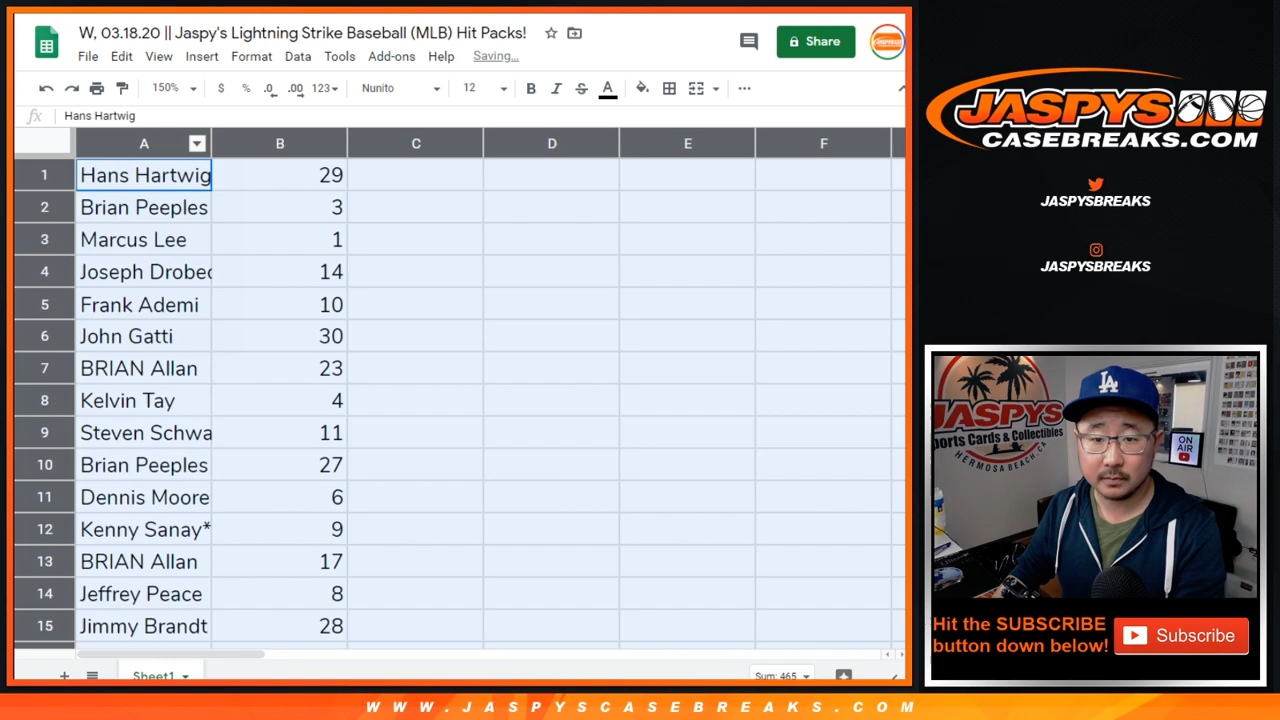 W, 03.18.20 || Jaspy's Lightning Strike Baseball (MLB) Hit Packs!
File Edit View Insert Format Data Tools Add-ons Help Saving...
Share
150% $ % .0 .00 123 Nunito 12 B I S A
fx Hans Hartwig
A B C D E F
1 Hans Hartwig 29
2 Brian Peeples 3
3 Marcus Lee 1
4 Joseph Drobec 14
5 Frank Ademi 10
6 John Gatti 30
7 BRIAN Allan 23
8 Kelvin Tay 4
9 Steven Schwa 11
10 Brian Peeples 27
11 Dennis Moore 6
12 Kenny Sanay* 9
13 BRIAN Allan 17
14 Jeffrey Peace 8
15 Jimmy Brandt 28
Sheet1 Sum: 465
JASPYS
CASEBREAKS.COM
JASPYSBREAKS
JASPYSBREAKS
JASPYS
Sports Cards & Collectibles
HERMOSA BEACH, CA
LA
ON
AIR
Hit the SUBSCRIBE
button down below!
Subscribe
WWW.JASPYSCASEBREAKS.COM